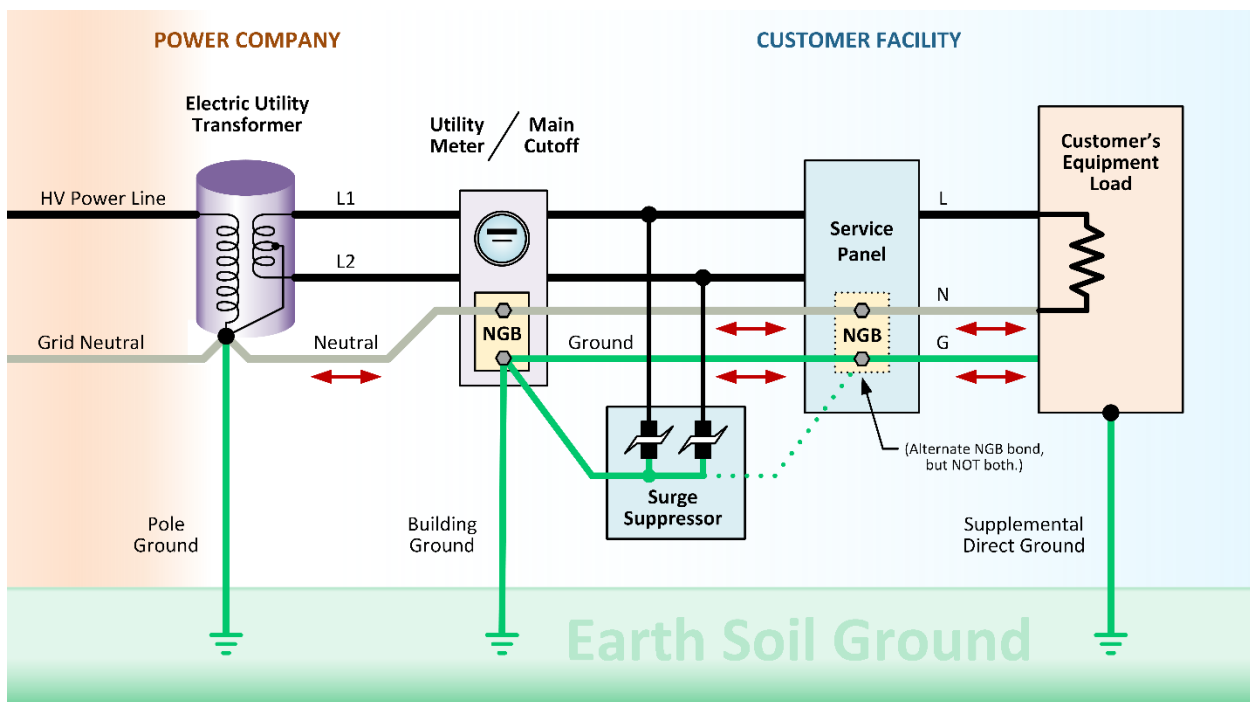 POWER COMPANY
CUSTOMER FACILITY
Electric Utility
Transformer
Utility
Meter
Main
Cutoff
Customer's
Equipment
Load
HV Power Line
L1
L
Service
Panel
L2
N
NGB
NGB
Grid Neutral
Neutral
Ground
G
(Alternate NGB bond,
but NOT both.)
Surge
Suppressor
Pole
Ground
Building
Ground
Supplemental
Direct Ground
Earth Soil Ground